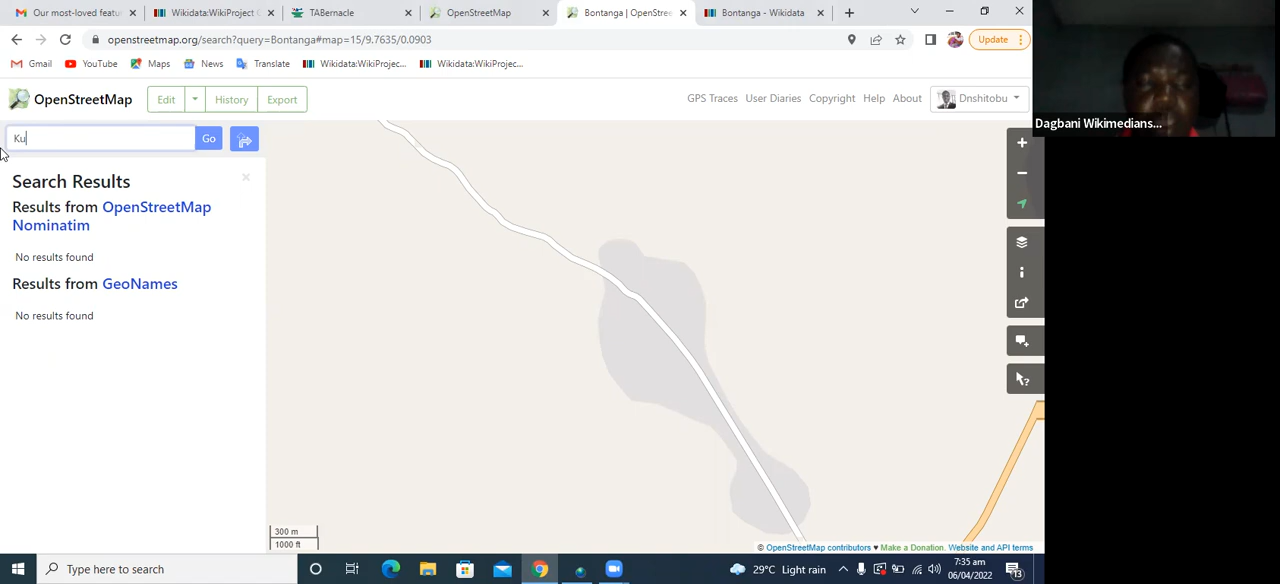 Our most-loved featu
Wikidata:WikiProject G
TABernacle
OpenStreetMap
Bontanga | OpenStree
Bontanga - Wikidata
openstreetmap.org/search?query=Bontanga#map=15/9.7635/0.0903
Update
Gmail
YouTube
Maps
News
Translate
Wikidata:WikiProjec...
Wikidata:WikiProjec...
OpenStreetMap
Edit
History
Export
GPS Traces
User Diaries
Copyright
Help
About
Dnshitobu
Dagbani Wikimedians...
Ku
Go
Search Results
Results from OpenStreetMap
Nominatim
No results found
Results from GeoNames
No results found
300 m
1000 ft
© OpenStreetMap contributors ♥ Make a Donation. Website and API terms
Type here to search
29°C Light rain
7:35 am
06/04/2022
13